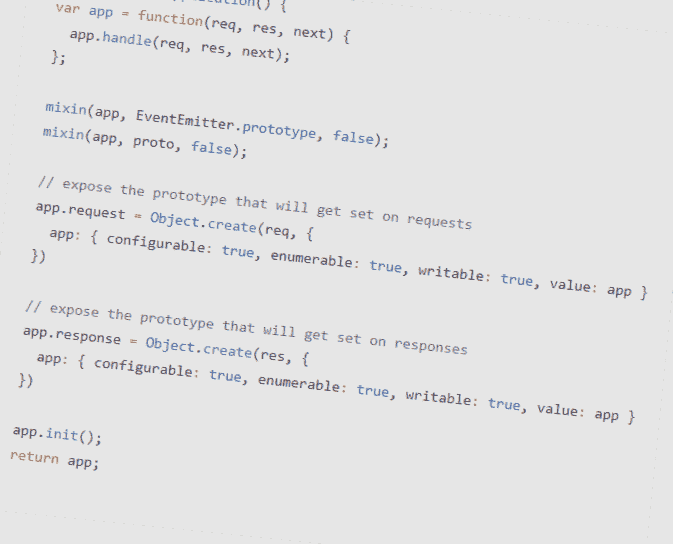 var app = function(req, res, next) {
app.handle(req, res, next);
};
mixin(app, EventEmitter.prototype, false);
mixin(app, proto, false);
// expose the prototype that will get set on requests
app.request = Object.create(req, {
app: { configurable: true, enumerable: true, writable: true, value: app }
})
// expose the prototype that will get set on responses
app.response = Object.create(res, {
app: { configurable: true, enumerable: true, writable: true, value: app }
})
app.init();
return app;